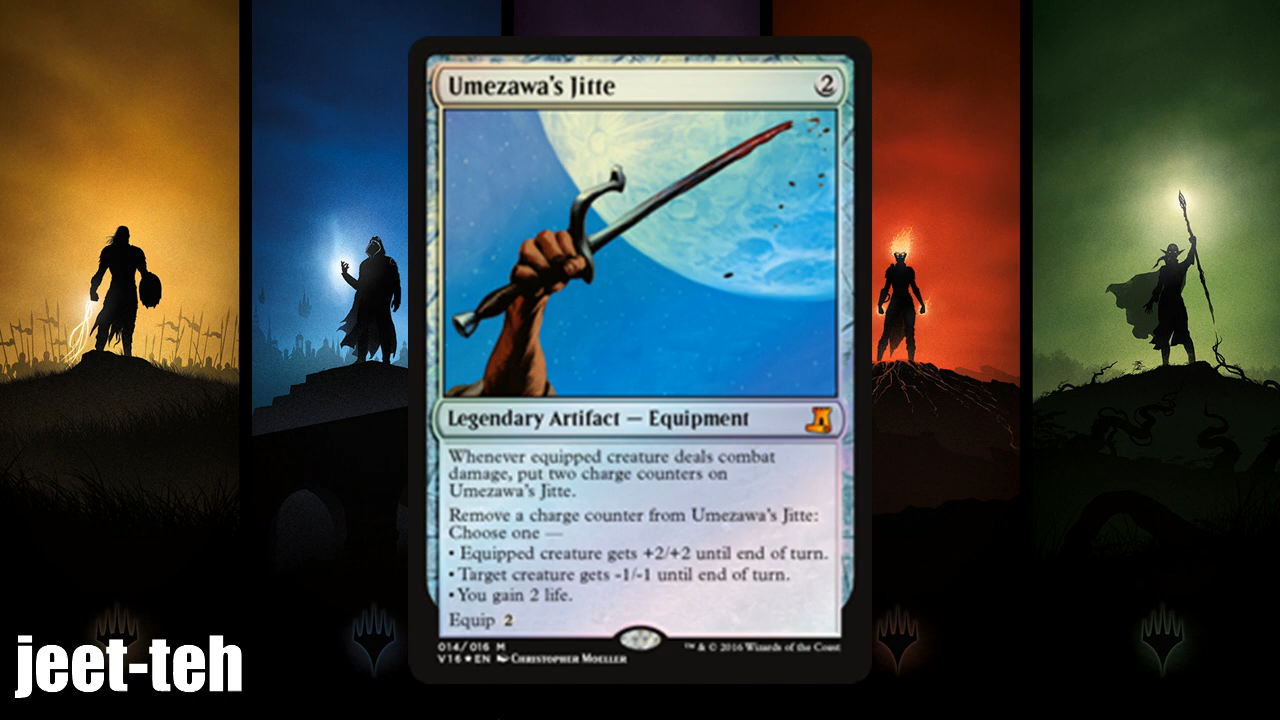 Umezawa's Jitte
2
Legendary Artifact — Equipment
Whenever equipped creature deals combat
damage, put two charge counters on
Umezawa's Jitte.
Remove a charge counter from Umezawa's Jitte:
Choose one —
• Equipped creature gets +2/+2 until end of turn.
• Target creature gets -1/-1 until end of turn.
• You gain 2 life.
Equip 2
014/016 M
V16 ★ EN Christopher Moeller
™ & © 2016 Wizards of the Coast
jeet-teh